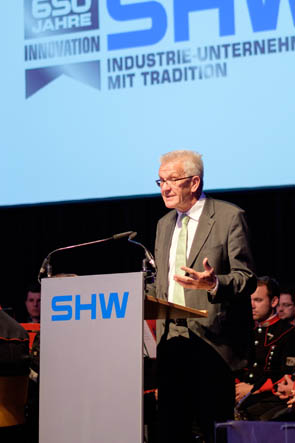 650
JAHRE
INNOVATION
SHW
INDUSTRIE-UNTERNEHM
MIT TRADITION
SHW